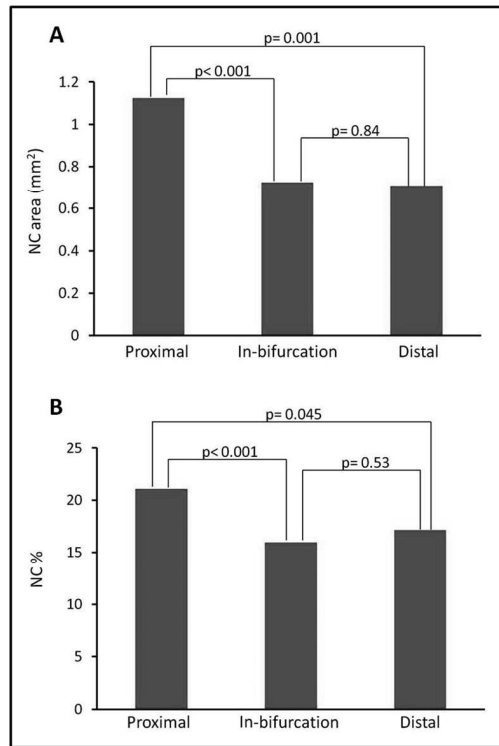 A
p= 0.001
p< 0.001
p= 0.84
NC area (mm²)
1.2
1
0.8
0.6
0.4
0.2
0
Proximal In-bifurcation Distal
B
p= 0.045
p< 0.001
p= 0.53
NC %
25
20
15
10
5
0
Proximal In-bifurcation Distal